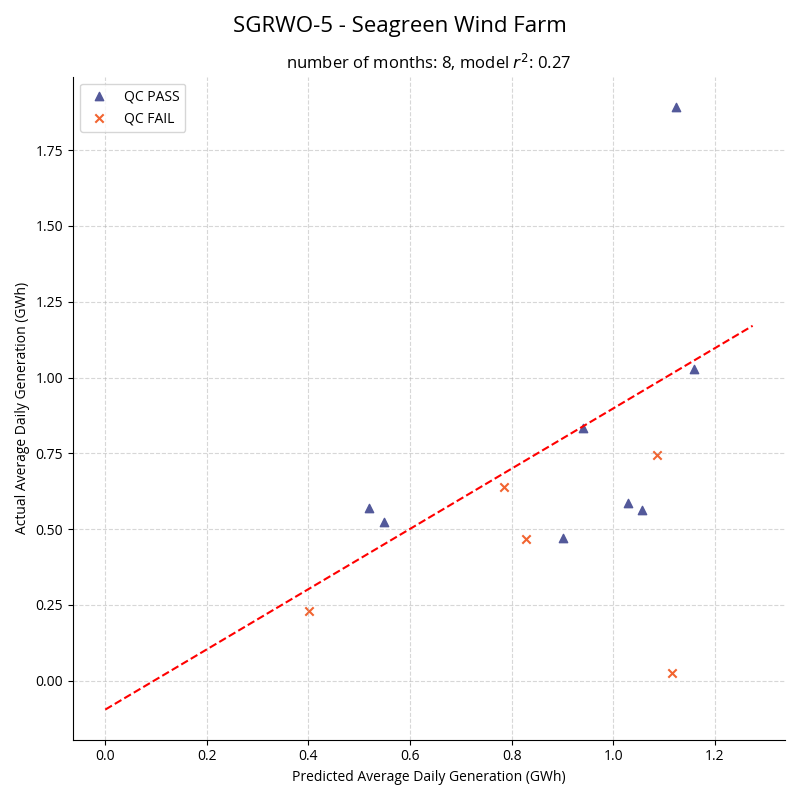 SGRWO-5 - Seagreen Wind Farm
number of months: 8, model r²: 0.27
QC PASS
QC FAIL
1.75
1.50
1.25
1.00
0.75
0.50
0.25
0.00
Actual Average Daily Generation (GWh)
0.0 0.2 0.4 0.6 0.8 1.0 1.2
Predicted Average Daily Generation (GWh)